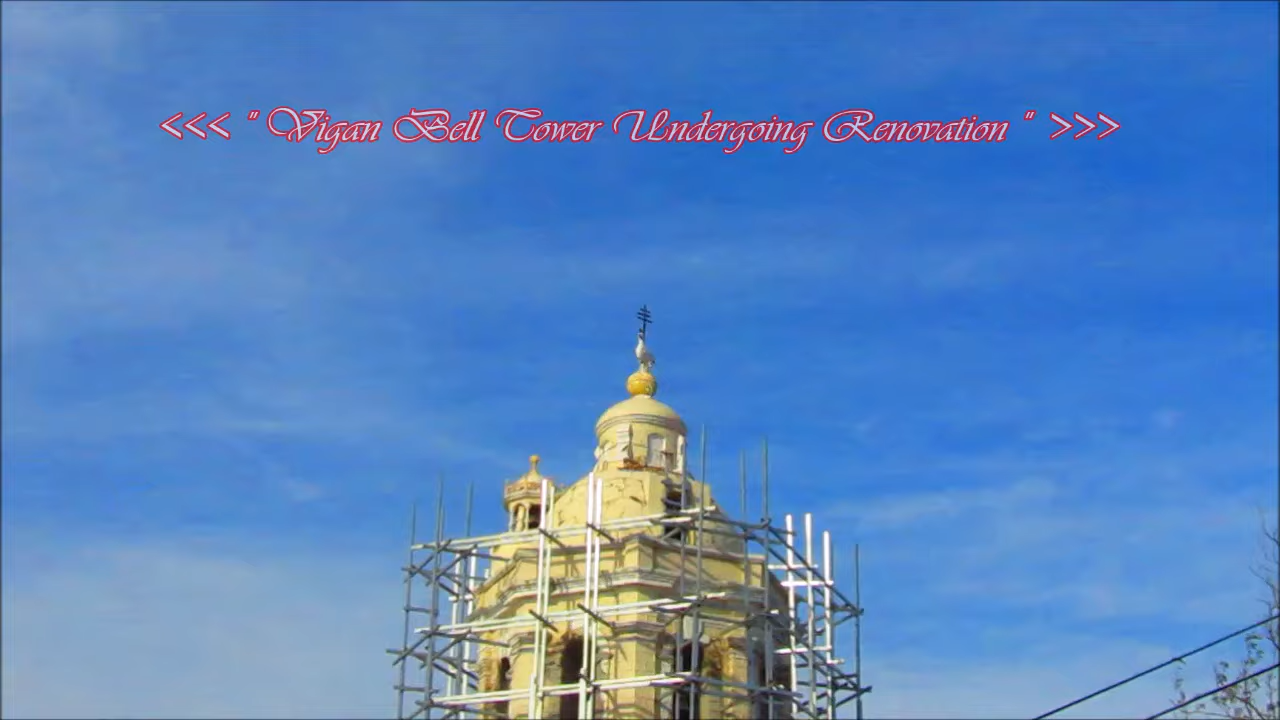 <<< " Vigan Bell Tower Undergoing Renovation " >>>